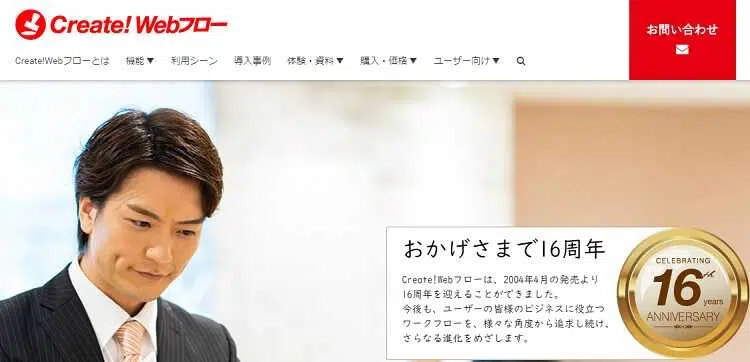 Create!Webフロー
お問い合わせ
Create!Webフローとは 機能▼ 利用シーン 導入事例 体験・資料▼ 購入・価格▼ ユーザー向け▼
おかげさまで16周年
Create!Webフローは、2004年4月の発売より
16周年を迎えることができました。
今後も、ユーザーの皆様のビジネスに役立つ
ワークフローを、様々な角度から追求し続け、
さらなる進化をめざします。
CELEBRATING
16th
years
ANNIVERSARY